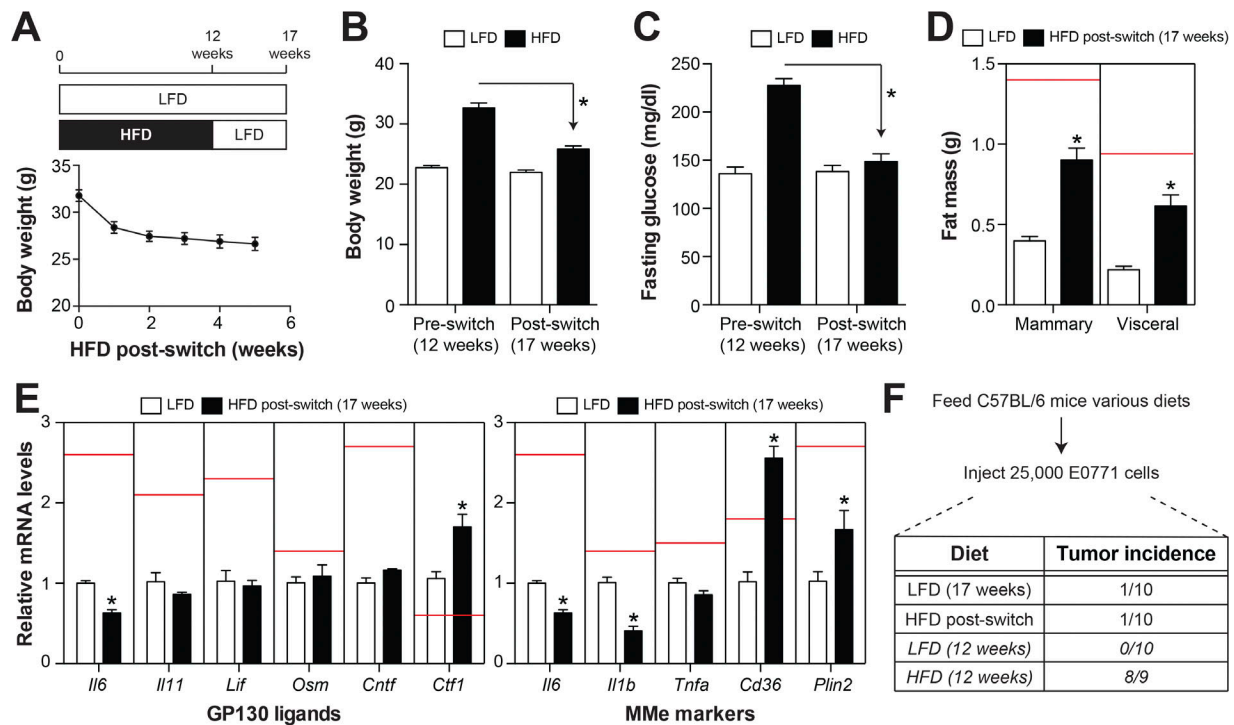 A
0
12
weeks
17
weeks
LFD
HFD
LFD
Body weight (g)
35
30
25
20
0
2
4
6
HFD post-switch (weeks)
B
LFD
HFD
Body weight (g)
40
30
20
10
0
*
Pre-switch
(12 weeks)
Post-switch
(17 weeks)
C
LFD
HFD
Fasting glucose (mg/dl)
250
200
150
100
50
0
*
Pre-switch
(12 weeks)
Post-switch
(17 weeks)
D
LFD
HFD post-switch (17 weeks)
Fat mass (g)
1.5
1.0
0.5
0.0
*
*
Mammary
Visceral
E
LFD
HFD post-switch (17 weeks)
Relative mRNA levels
3
2
1
0
*
*
Il6
Il11
Lif
Osm
Cntf
Ctf1
GP130 ligands
LFD
HFD post-switch (17 weeks)
3
2
1
0
*
*
*
*
Il6
Il1b
Tnfa
Cd36
Plin2
MMe markers
F
Feed C57BL/6 mice various diets
Inject 25,000 E0771 cells
Diet Tumor incidence
LFD (17 weeks) 1/10
HFD post-switch 1/10
LFD (12 weeks) 0/10
HFD (12 weeks) 8/9